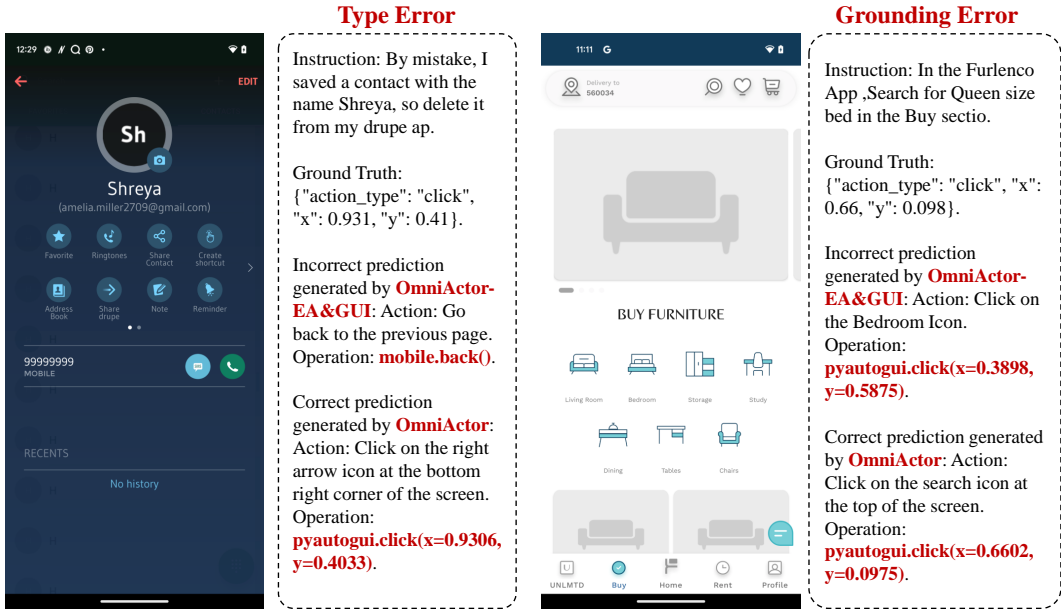 Type Error
12:29
EDIT
Sh
Shreya
(amelia.miller2709@gmail.com)
Favorite
Ringtones
Share
Contact
Create
shortcut
Address
Book
Share
drupe
Note
Reminder
99999999
MOBILE
RECENTS
No history
Instruction: By mistake, I
saved a contact with the
name Shreya, so delete it
from my drupe ap.
Ground Truth:
{"action_type": "click",
"x": 0.931, "y": 0.41}.
Incorrect prediction
generated by OmniActor-
EA&GUI: Action: Go
back to the previous page.
Operation: mobile.back().
Correct prediction
generated by OmniActor:
Action: Click on the right
arrow icon at the bottom
right corner of the screen.
Operation:
pyautogui.click(x=0.9306,
y=0.4033).
Grounding Error
11:11 G
Delivery to
560034
BUY FURNITURE
Living Room
Bedroom
Storage
Study
Dining
Tables
Chairs
UNLMTD
Buy
Home
Rent
Profile
Instruction: In the Furlenco
App ,Search for Queen size
bed in the Buy sectio.
Ground Truth:
{"action_type": "click", "x":
0.66, "y": 0.098}.
Incorrect prediction
generated by OmniActor-
EA&GUI: Action: Click on
the Bedroom Icon.
Operation:
pyautogui.click(x=0.3898,
y=0.5875).
Correct prediction generated
by OmniActor: Action:
Click on the search icon at
the top of the screen.
Operation:
pyautogui.click(x=0.6602,
y=0.0975).